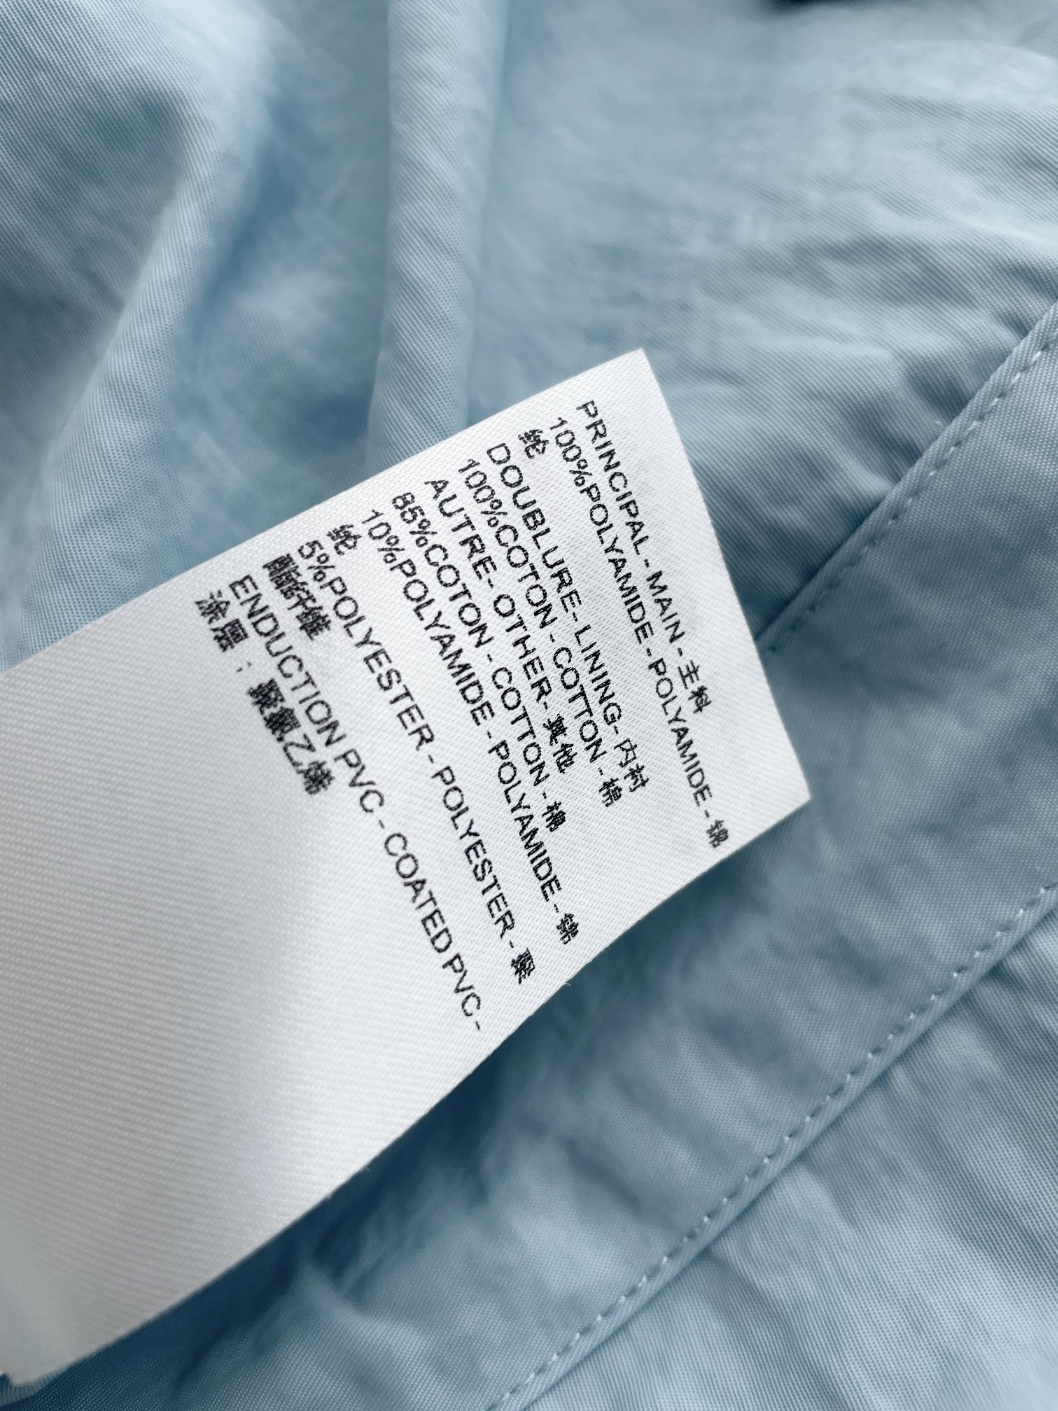 PRINCIPAL - MAIN - 主料
100%POLYAMIDE - POLYAMIDE - 锦
纶
DOUBLURE- LINING- 内衬
100%COTON - COTTON - 棉
AUTRE- OTHER- 其他
85%COTON - COTTON - 棉
10%POLYAMIDE - POLYAMIDE - 锦
纶
5%POLYESTER - POLYESTER - 聚
酯纤维
ENDUCTION PVC - COATED PVC -
涂层：聚氯乙烯